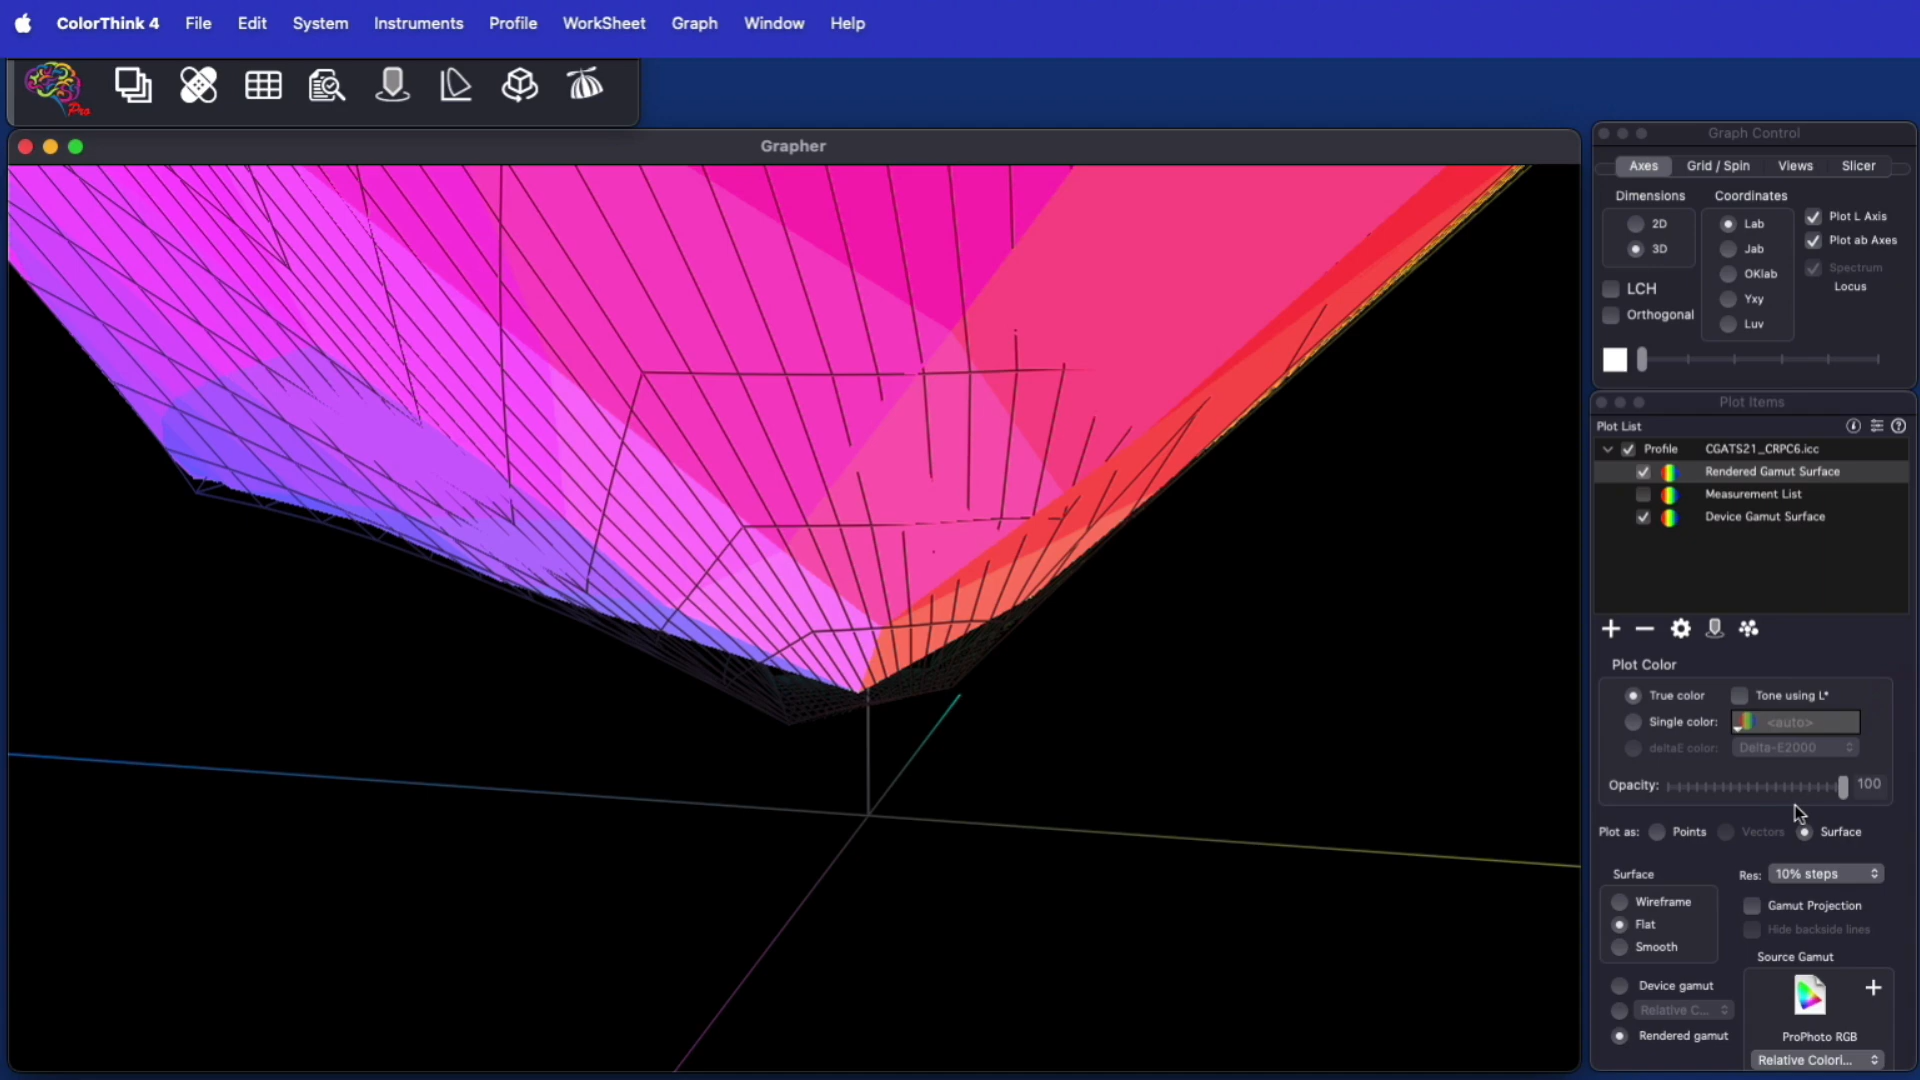 ColorThink 4 File Edit System Instruments Profile WorkSheet Graph Window Help
Pro
Grapher
Graph Control
Axes Grid / Spin Views Slicer
Dimensions Coordinates
2D
3D
LCH
Orthogonal
Lab
Jab
OKlab
Yxy
Luv
Plot L Axis
Plot ab Axes
Spectrum
Locus
Plot Items
Plot List
Profile CGATS21_CRPC6.icc
Rendered Gamut Surface
Measurement List
Device Gamut Surface
Plot Color
True color Tone using L*
Single color: <auto>
deltaE color: Delta-E2000
Opacity: 100
Plot as: Points Vectors Surface
Surface Res: 10% steps
Wireframe
Flat
Smooth
Gamut Projection
Hide backside lines
Source Gamut
Device gamut
Relative C...
Rendered gamut
ProPhoto RGB
Relative Colori...